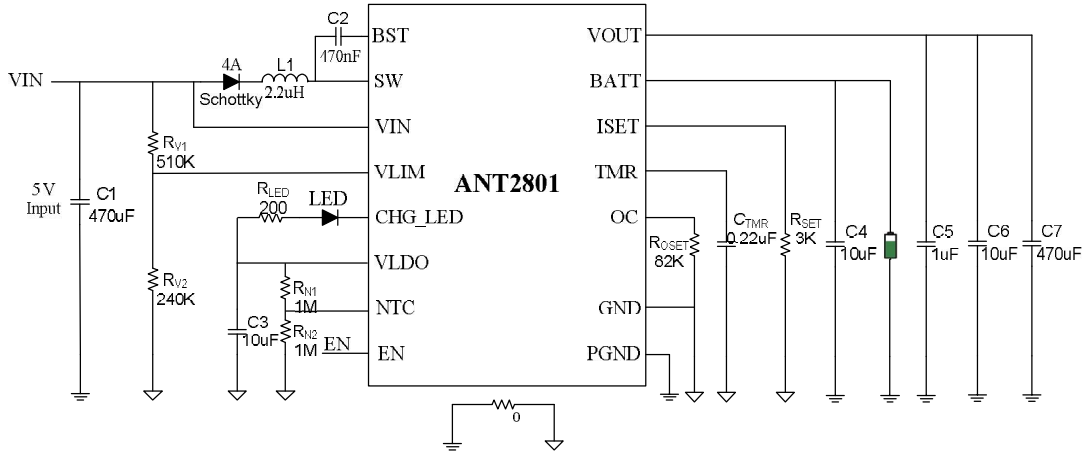 VIN
4A
Schottky
L1
2.2uH
C2
470nF
BST
SW
VIN
VLIM
CHG_LED
VLDO
NTC
EN
EN
ANT2801
VOUT
BATT
ISET
TMR
OC
GND
PGND
5V
Input
C1
470uF
RV1
510K
RV2
240K
RLED
200
LED
C3
10uF
RN1
1M
RN2
1M
ROSET
82K
CTMR
0.22uF
RSET
3K
C4
10uF
C5
1uF
C6
10uF
C7
470uF
0